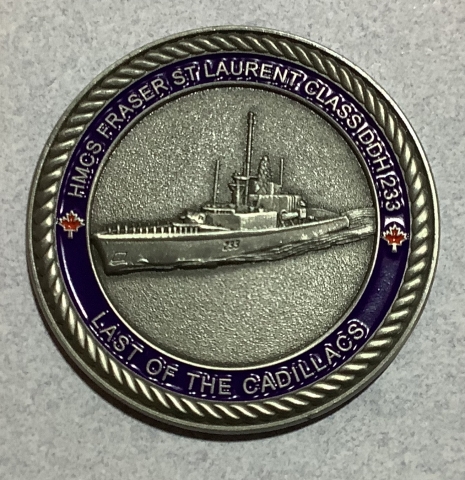 HMCS FRASER ST LAURENT CLASS DDH 233
233
LAST OF THE CADILLACS